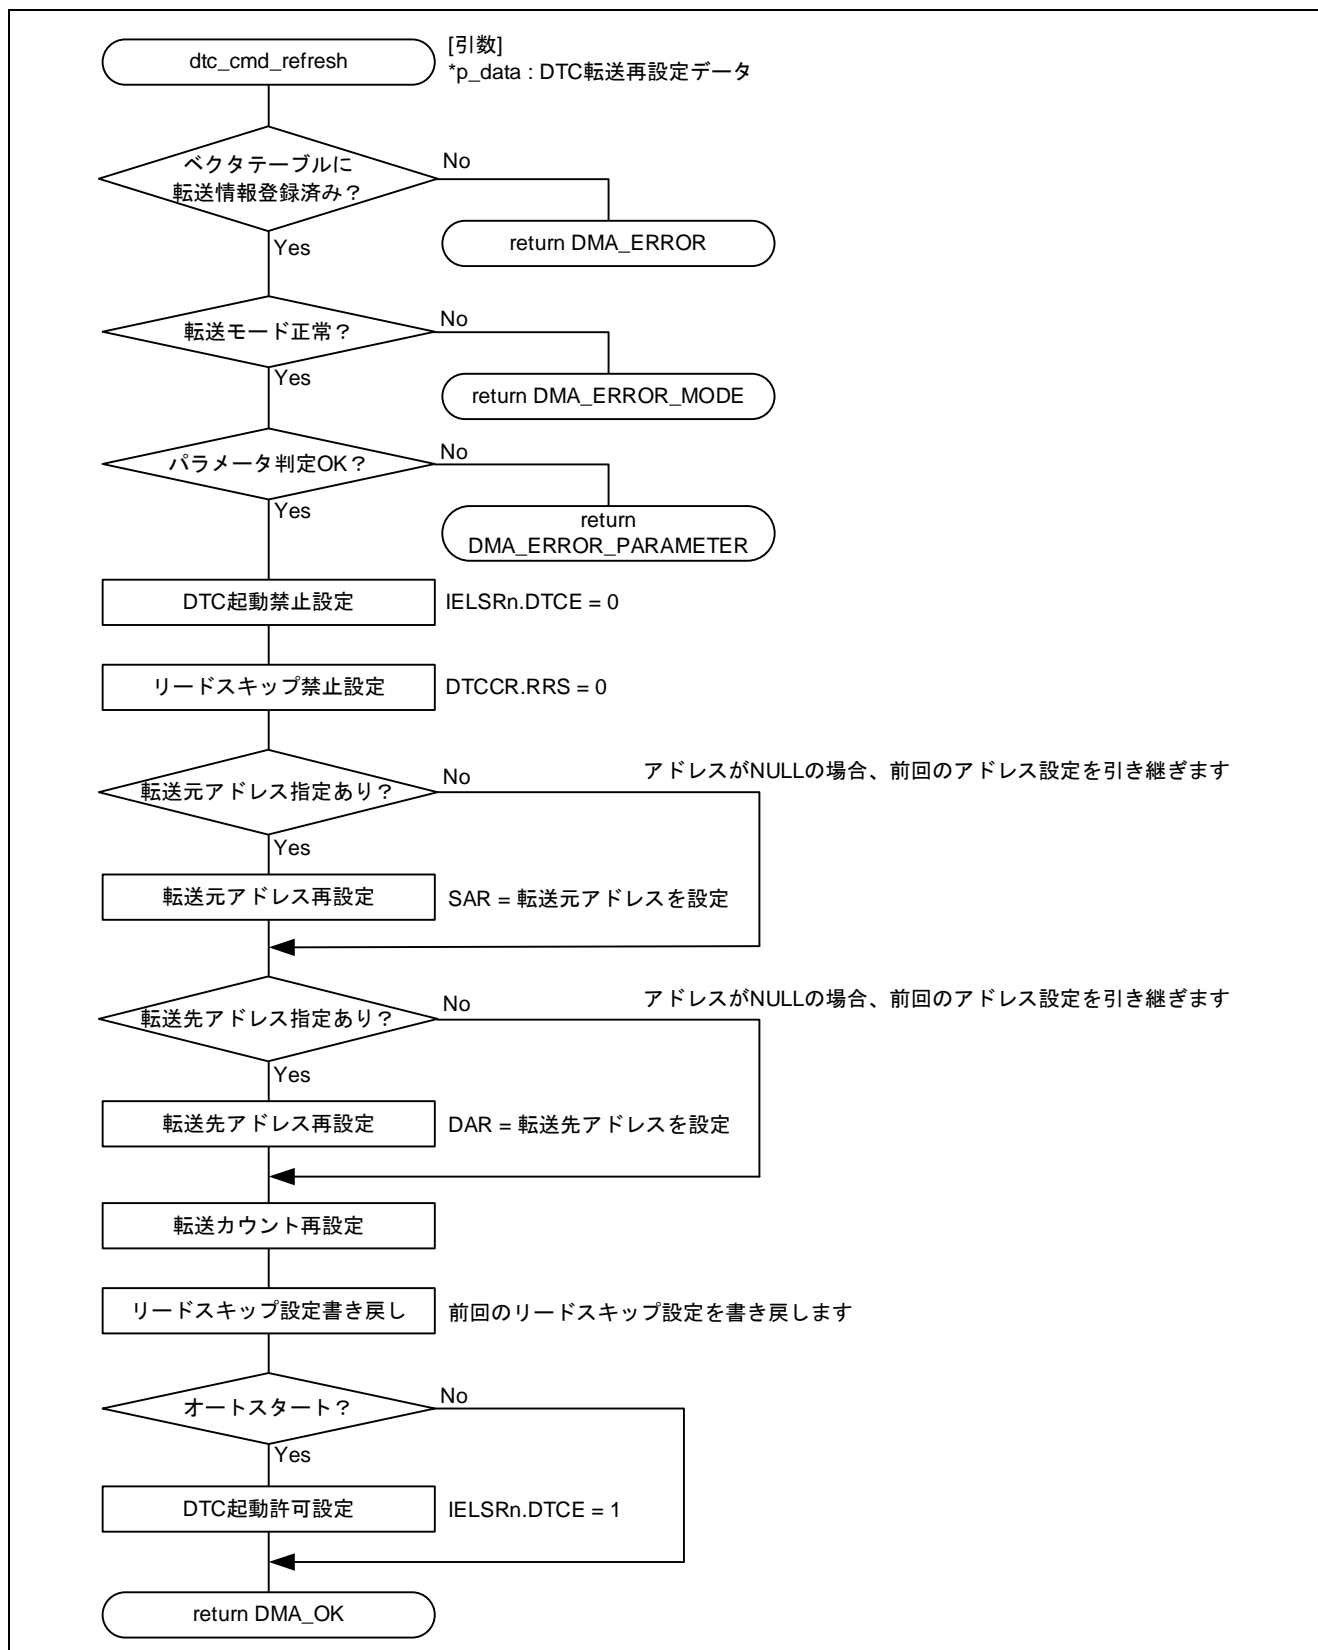 dtc_cmd_refresh
[引数]
*p_data : DTC転送再設定データ
ベクタテーブルに
転送情報登録済み？
No
Yes
return DMA_ERROR
転送モード正常？
No
Yes
return DMA_ERROR_MODE
パラメータ判定OK？
No
Yes
return
DMA_ERROR_PARAMETER
DTC起動禁止設定
IELSRn.DTCE = 0
リードスキップ禁止設定
DTCCR.RRS = 0
転送元アドレス指定あり？
No
アドレスがNULLの場合、前回のアドレス設定を引き継ぎます
Yes
転送元アドレス再設定
SAR = 転送元アドレスを設定
転送先アドレス指定あり？
No
アドレスがNULLの場合、前回のアドレス設定を引き継ぎます
Yes
転送先アドレス再設定
DAR = 転送先アドレスを設定
転送カウント再設定
リードスキップ設定書き戻し
前回のリードスキップ設定を書き戻します
オートスタート？
No
Yes
DTC起動許可設定
IELSRn.DTCE = 1
return DMA_OK